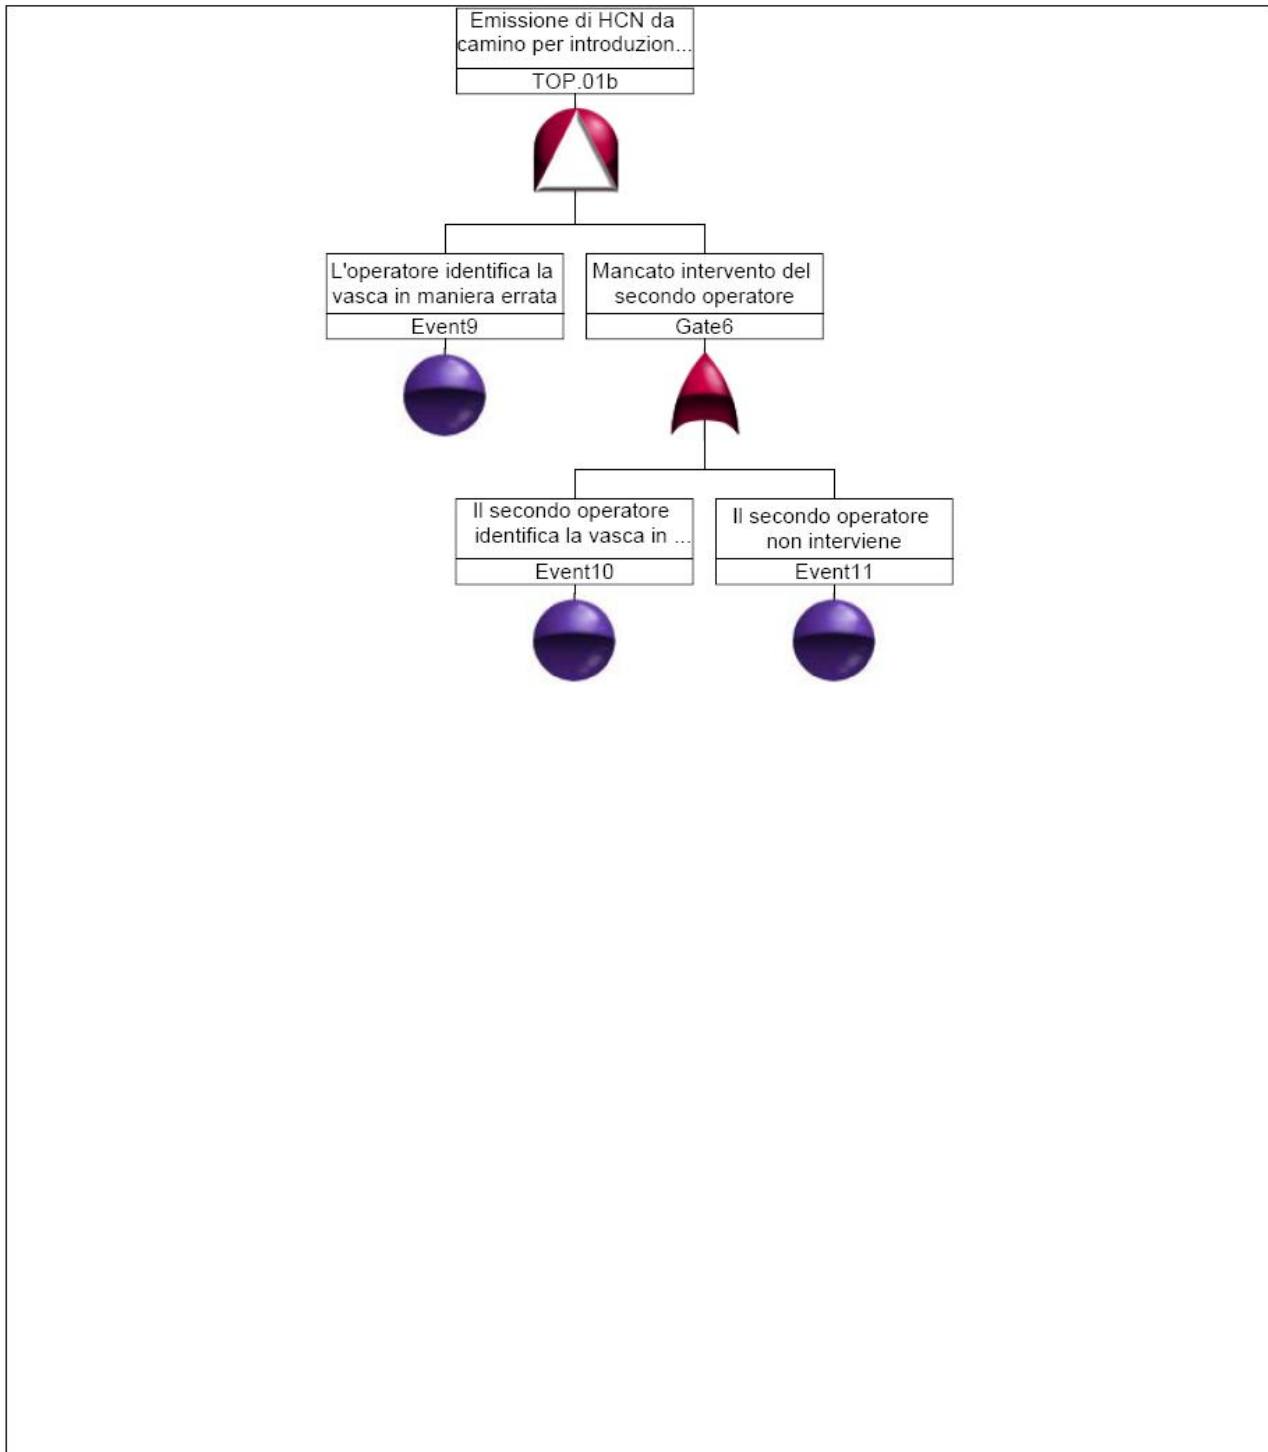 Emissione di HCN da
camino per introduzion...
TOP.01b
L'operatore identifica la
vasca in maniera errata
Event9
Mancato intervento del
secondo operatore
Gate6
Il secondo operatore
identifica la vasca in ...
Event10
Il secondo operatore
non interviene
Event11